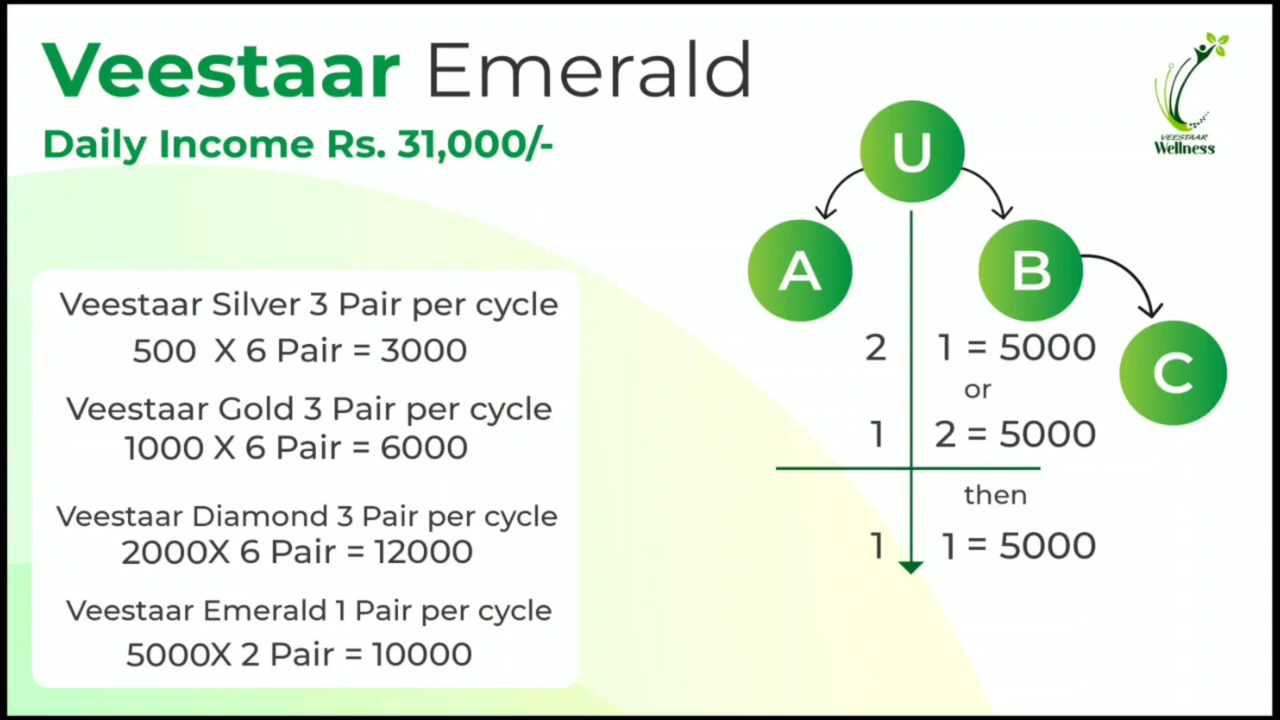 Veestaar Emerald
Daily Income Rs. 31,000/-
VEESTAAR
Wellness
Veestaar Silver 3 Pair per cycle
500 X 6 Pair = 3000
Veestaar Gold 3 Pair per cycle
1000 X 6 Pair = 6000
Veestaar Diamond 3 Pair per cycle
2000X 6 Pair = 12000
Veestaar Emerald 1 Pair per cycle
5000X 2 Pair = 10000
U
A
B
C
2 1 = 5000
or
1 2 = 5000
then
1 1 = 5000